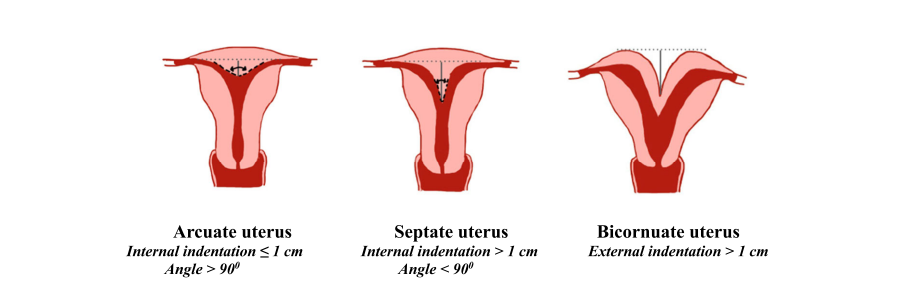 Arcuate uterus
Internal indentation ≤ 1 cm
Angle > 90⁰
Septate uterus
Internal indentation > 1 cm
Angle < 90⁰
Bicornuate uterus
External indentation > 1 cm